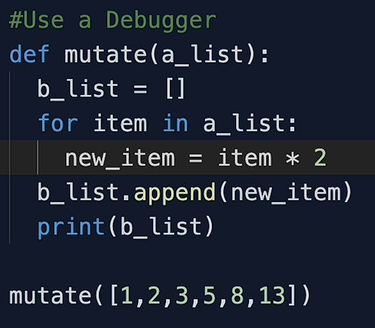 #Use a Debugger
def mutate(a_list):
  b_list = []
  for item in a_list:
    new_item = item * 2
  b_list.append(new_item)
  print(b_list)

mutate([1,2,3,5,8,13])